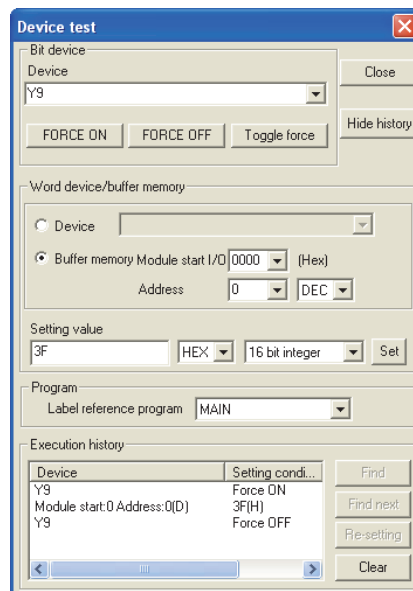 Device test
Bit device
Device
Close
Y9
FORCE ON FORCE OFF Toggle force Hide history
Word device/buffer memory
Device
Buffer memory Module start I/O 0000 (Hex)
Address 0 DEC
Setting value
3F HEX 16 bit integer Set
Program
Label reference program MAIN
Execution history
Device Setting condi...
Y9 Force ON
Module start:0 Address:0(D) 3F(H)
Y9 Force OFF
Find
Find next
Re-setting
Clear